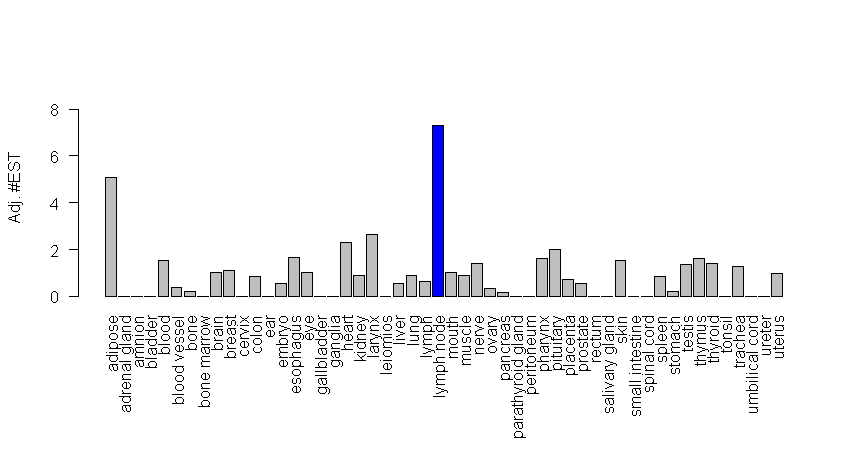 Adj. #EST
8
6
4
2
0
adipose
adrenal gland
amnion
bladder
blood
blood vessel
bone
bone marrow
brain
breast
cervix
colon
ear
embryo
esophagus
eye
gallbladder
ganglia
heart
kidney
larynx
leiomios
liver
lung
lymph
lymph node
mouth
muscle
nerve
ovary
pancreas
parathyroid gland
peritoneum
pharynx
pituitary
placenta
prostate
rectum
salivary gland
skin
small intestine
spinal cord
spleen
stomach
testis
thymus
thyroid
tonsil
trachea
umbilical cord
ureter
uterus